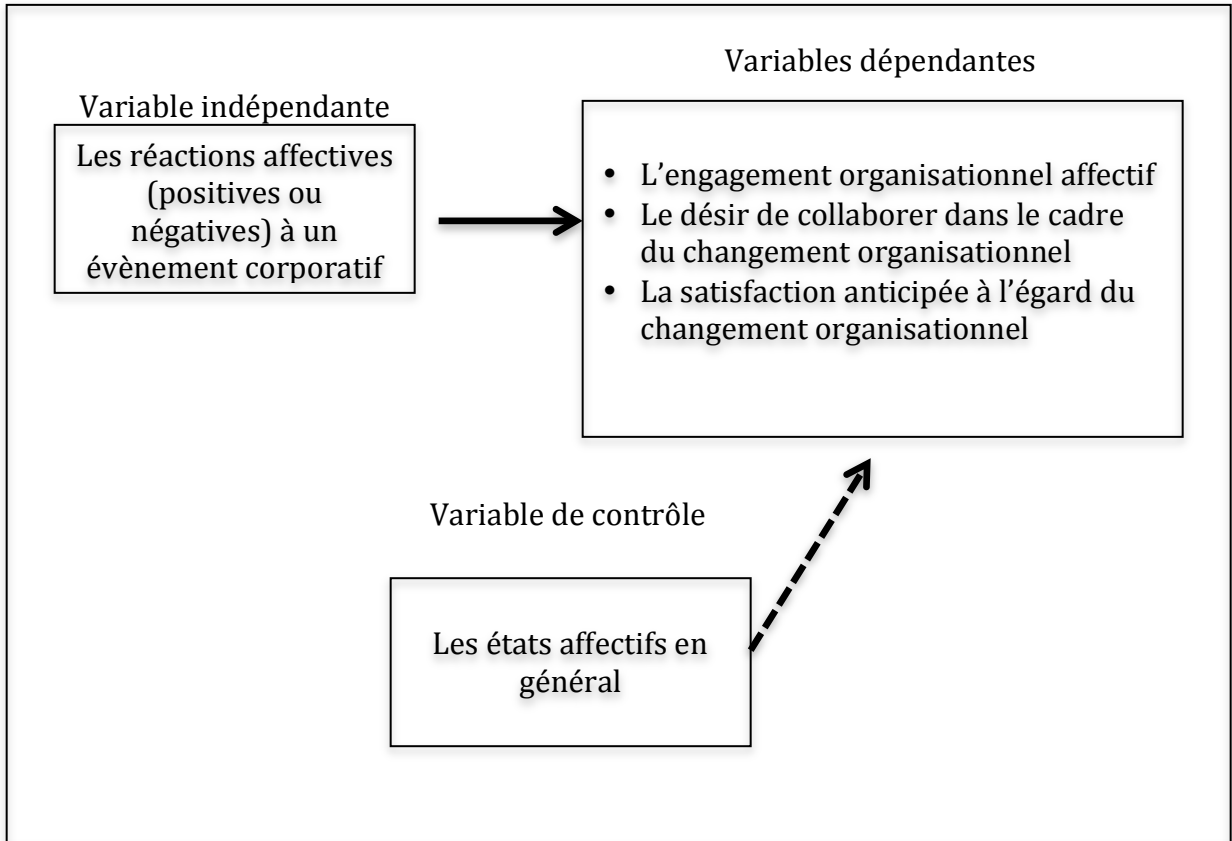 Variables dépendantes
Variable indépendante
Les réactions affectives
(positives ou
négatives) à un
évènement corporatif
• L’engagement organisationnel affectif
• Le désir de collaborer dans le cadre
du changement organisationnel
• La satisfaction anticipée à l’égard du
changement organisationnel
Variable de contrôle
Les états affectifs en
général